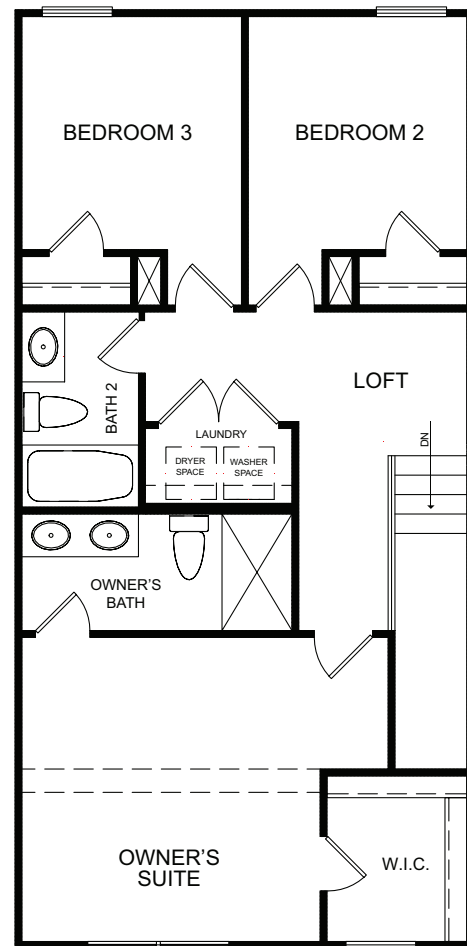 BEDROOM 3
BEDROOM 2
LOFT
BATH 2
LAUNDRY
DRYER
SPACE
WASHER
SPACE
DN
OWNER'S
BATH
OWNER'S
SUITE
W.I.C.